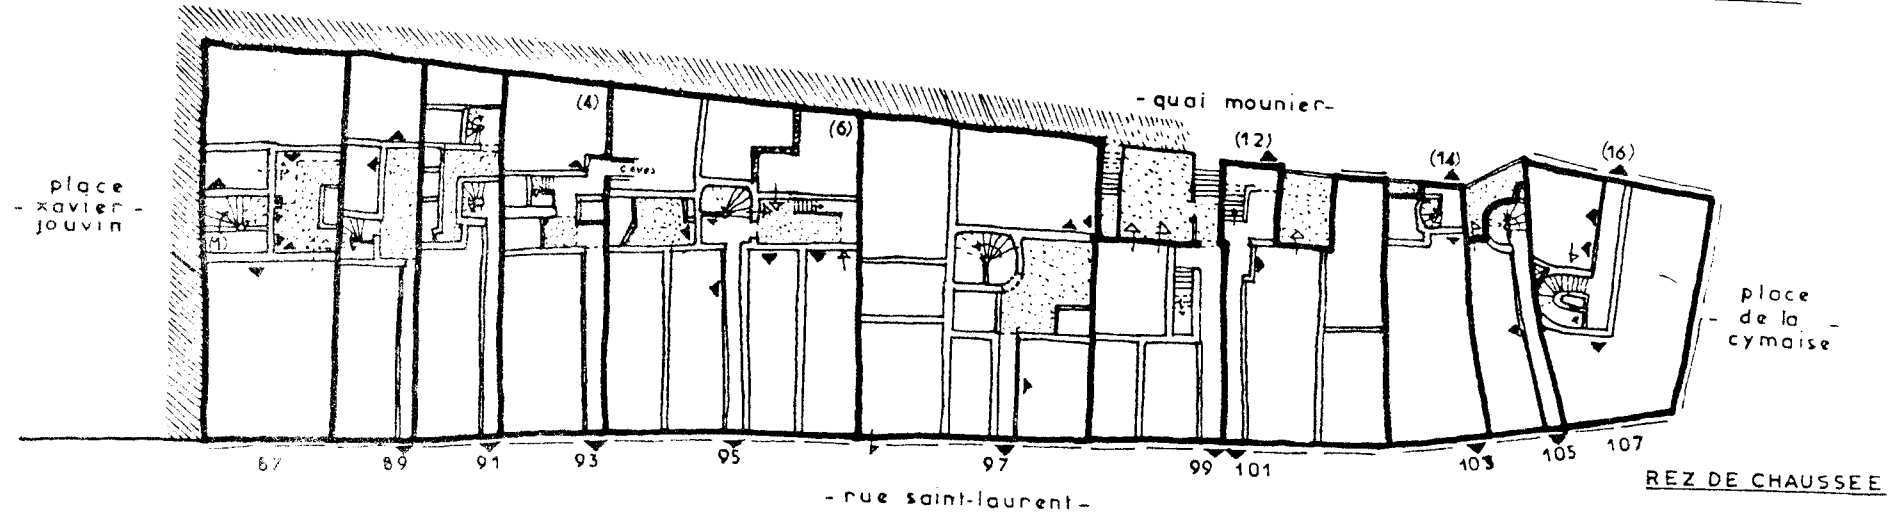 - quai mounier -
(12)
(14)
(16)
(4)
(6)
caves
place
- xavier -
jouvin
(1)
place
- de la -
cymaise
87
89
91
93
95
97
99
101
103
105
107
- rue saint-laurent -
REZ DE CHAUSSEE